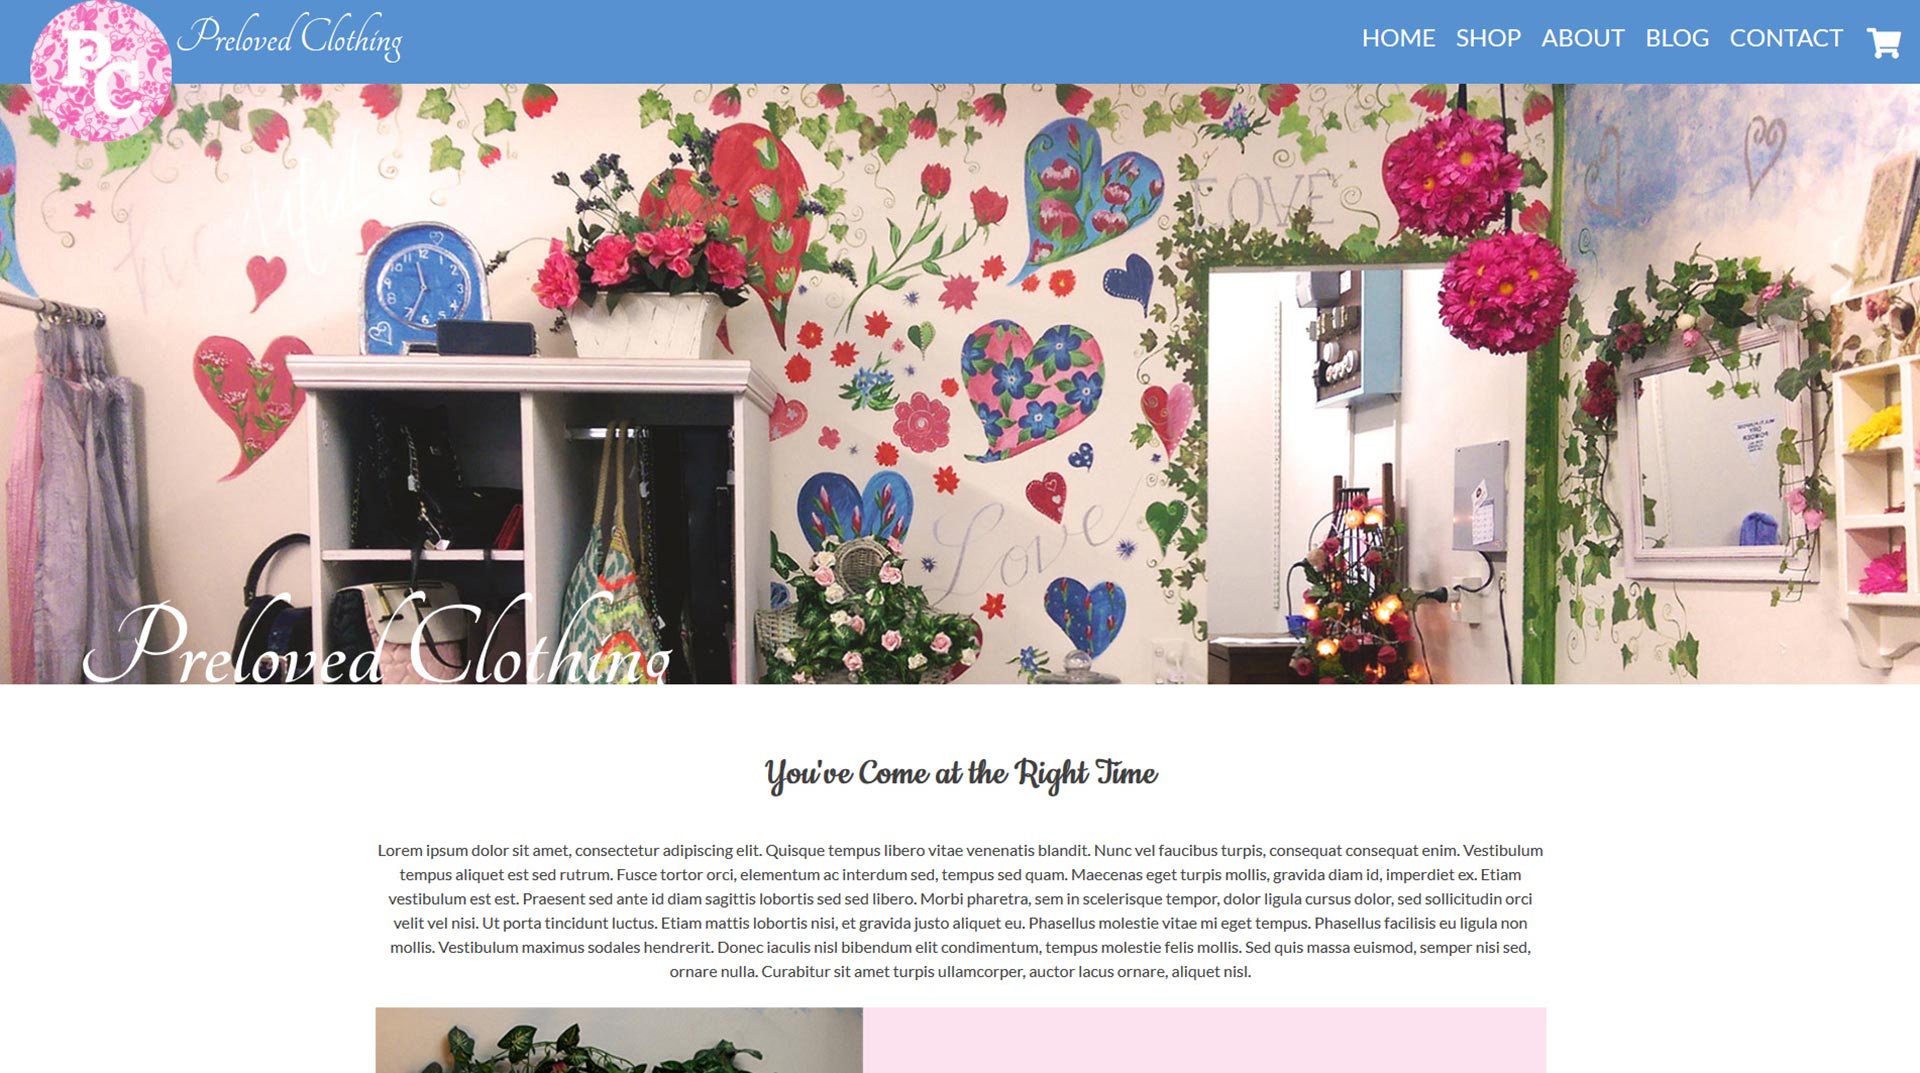 PC
Preloved Clothing
HOME SHOP ABOUT BLOG CONTACT
LOVE
Love
Preloved Clothing
You've Come at the Right Time
Lorem ipsum dolor sit amet, consectetur adipiscing elit. Quisque tempus libero vitae venenatis blandit. Nunc vel faucibus turpis, consequat consequat enim. Vestibulum
tempus aliquet est sed rutrum. Fusce tortor orci, elementum ac interdum sed, tempus sed quam. Maecenas eget turpis mollis, gravida diam id, imperdiet ex. Etiam
vestibulum est est. Praesent sed ante id diam sagittis lobortis sed sed libero. Morbi pharetra, sem in scelerisque tempor, dolor ligula cursus dolor, sed sollicitudin orci
velit vel nisi. Ut porta tincidunt luctus. Etiam mattis lobortis nisi, et gravida justo aliquet eu. Phasellus molestie vitae mi eget tempus. Phasellus facilisis eu ligula non
mollis. Vestibulum maximus sodales hendrerit. Donec iaculis nisl bibendum elit condimentum, tempus molestie felis mollis. Sed quis massa euismod, semper nisi sed,
ornare nulla. Curabitur sit amet turpis ullamcorper, auctor lacus ornare, aliquet nisl.